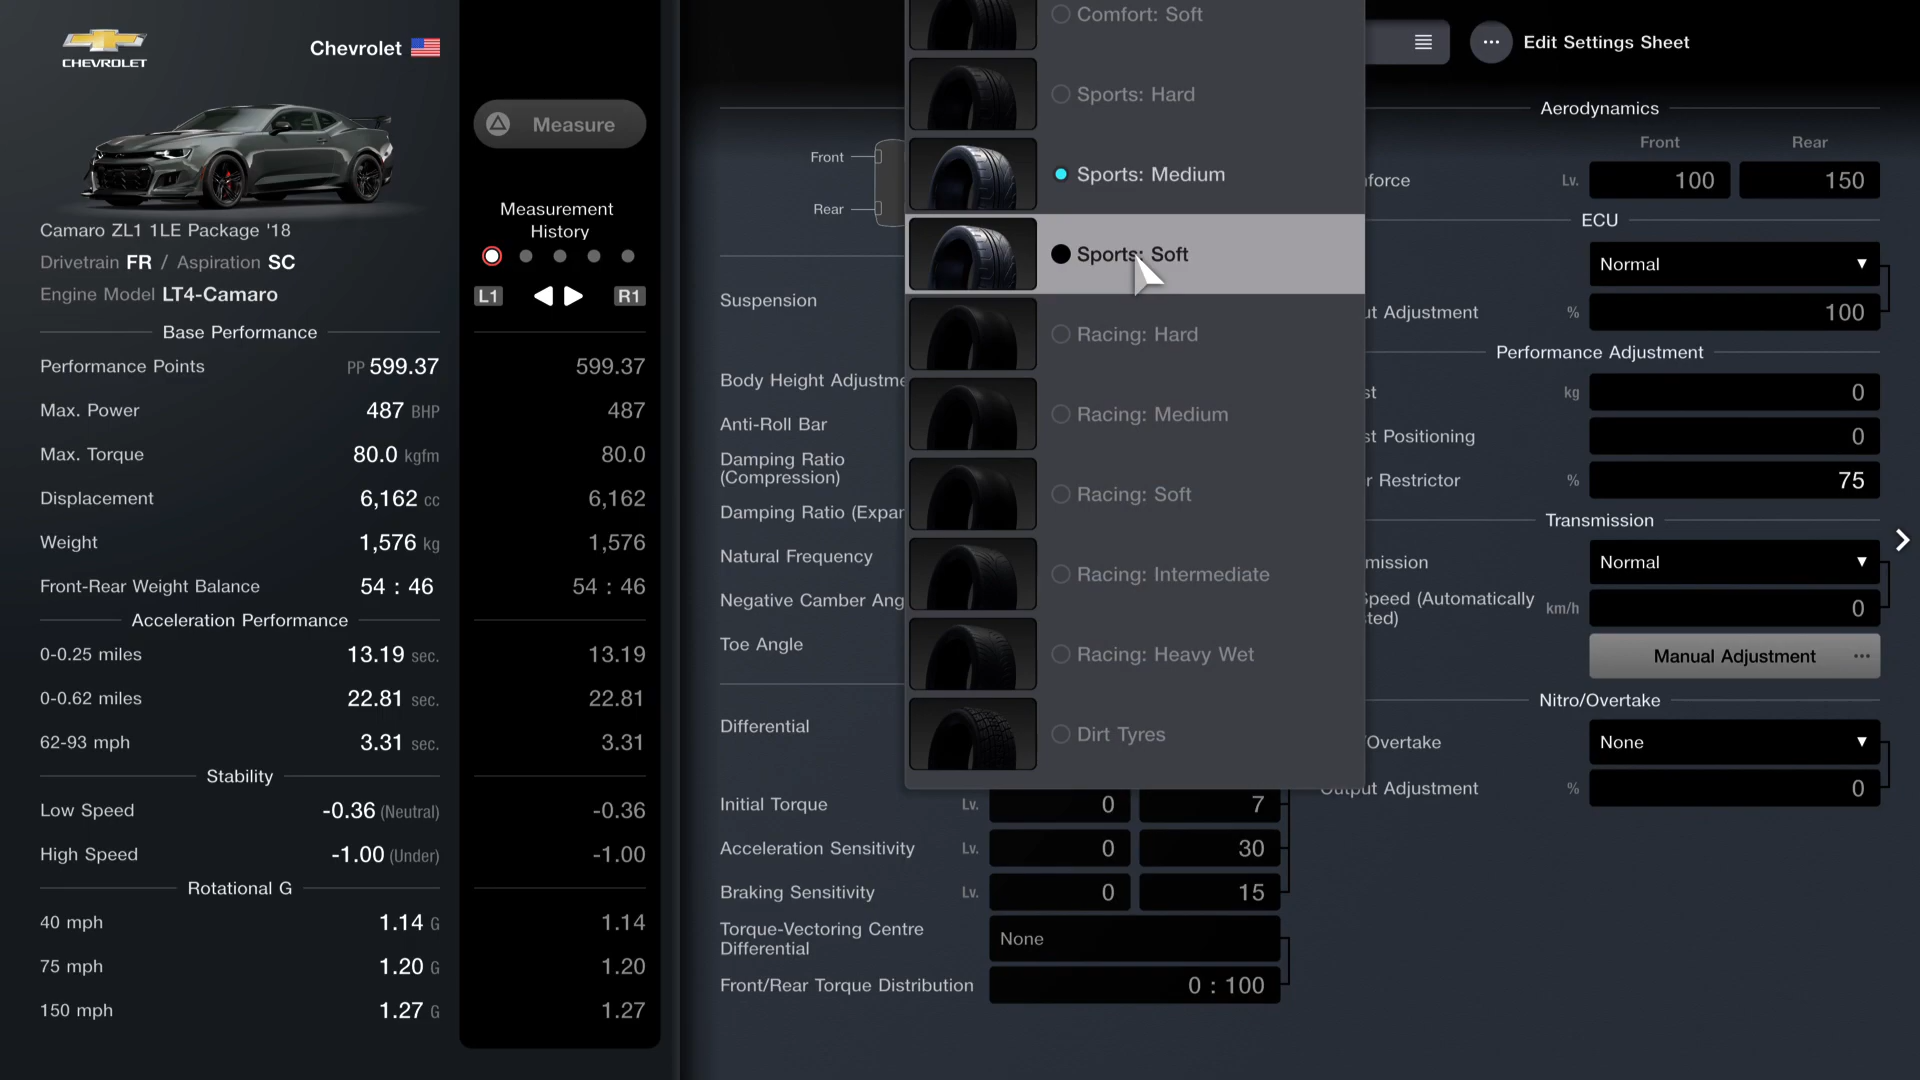 CHEVROLET
Chevrolet
Camaro ZL1 1LE Package '18
Drivetrain FR / Aspiration SC
Engine Model LT4-Camaro
Base Performance
Performance Points PP 599.37
Max. Power 487 BHP
Max. Torque 80.0 kgfm
Displacement 6,162 cc
Weight 1,576 kg
Front-Rear Weight Balance 54 : 46
Acceleration Performance
0-0.25 miles 13.19 sec.
0-0.62 miles 22.81 sec.
62-93 mph 3.31 sec.
Stability
Low Speed -0.36 (Neutral)
High Speed -1.00 (Under)
Rotational G
40 mph 1.14 G
75 mph 1.20 G
150 mph 1.27 G
Measure
Measurement
History
L1 R1
599.37
487
80.0
6,162
1,576
54 : 46
13.19
22.81
3.31
-0.36
-1.00
1.14
1.20
1.27
Front
Rear
Suspension
Body Height Adjustme
Anti-Roll Bar
Damping Ratio
(Compression)
Damping Ratio (Expan
Natural Frequency
Negative Camber Ang
Toe Angle
Differential
Initial Torque Lv. 0 7
Acceleration Sensitivity Lv. 0 30
Braking Sensitivity Lv. 0 15
Torque-Vectoring Centre
Differential
None
Front/Rear Torque Distribution 0 : 100
Comfort: Soft
Sports: Hard
Sports: Medium
Sports: Soft
Racing: Hard
Racing: Medium
Racing: Soft
Racing: Intermediate
Racing: Heavy Wet
Dirt Tyres
Edit Settings Sheet
Aerodynamics
Front Rear
nforce Lv. 100 150
ECU
Normal
ut Adjustment % 100
Performance Adjustment
st kg 0
st Positioning 0
r Restrictor % 75
Transmission
mission Normal
Speed (Automatically
sted)
km/h 0
Manual Adjustment
Nitro/Overtake
/Overtake None
Output Adjustment % 0